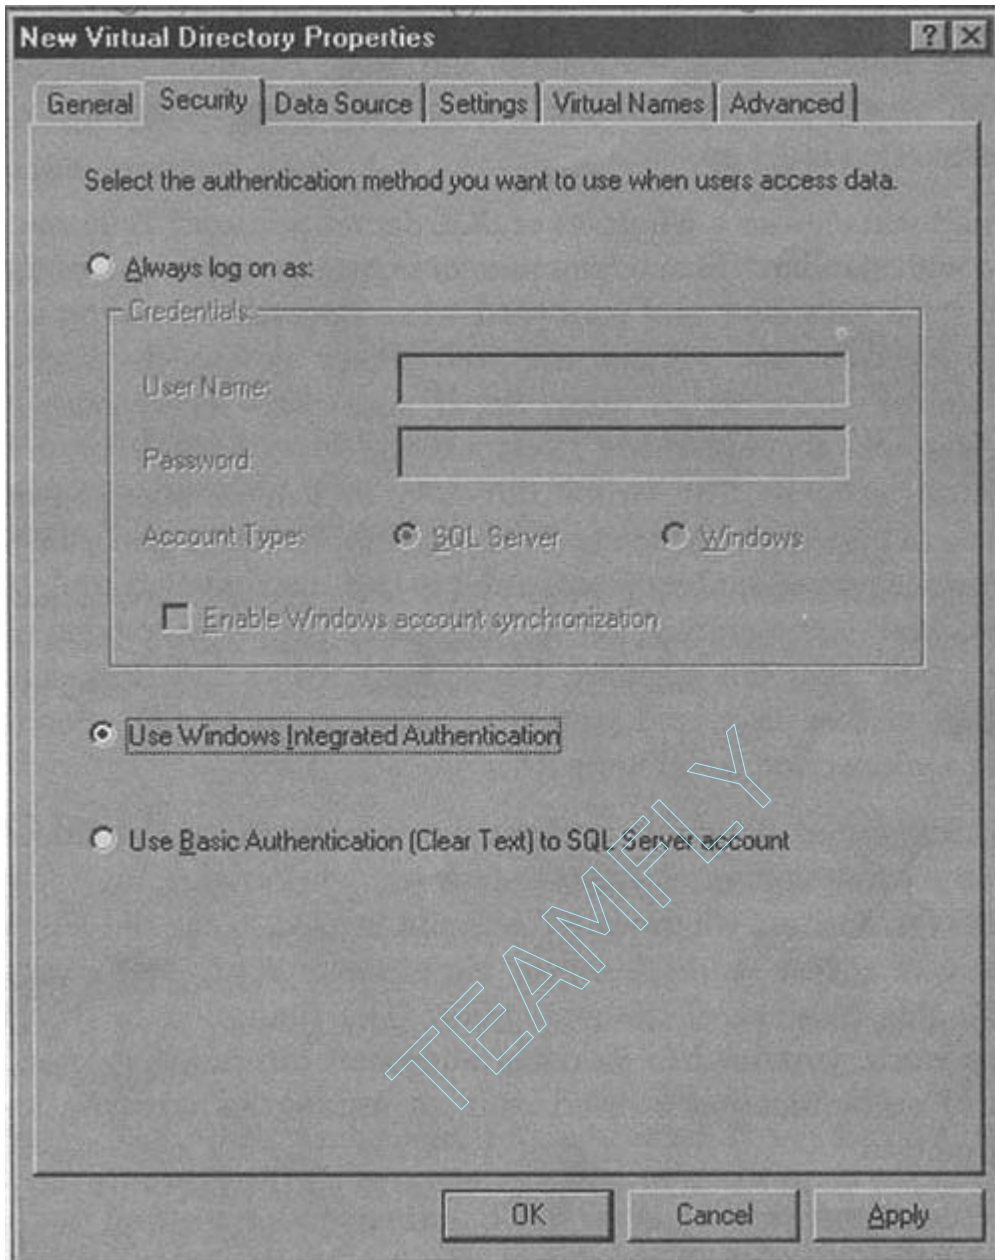 New Virtual Directory Properties
General Security Data Source Settings Virtual Names Advanced
Select the authentication method you want to use when users access data.
Always log on as:
Credentials:
User Name:
Password:
Account Type: SQL Server Windows
Enable Windows account synchronization
Use Windows Integrated Authentication
Use Basic Authentication (Clear Text) to SQL Server account
TEAMFLY
OK Cancel Apply